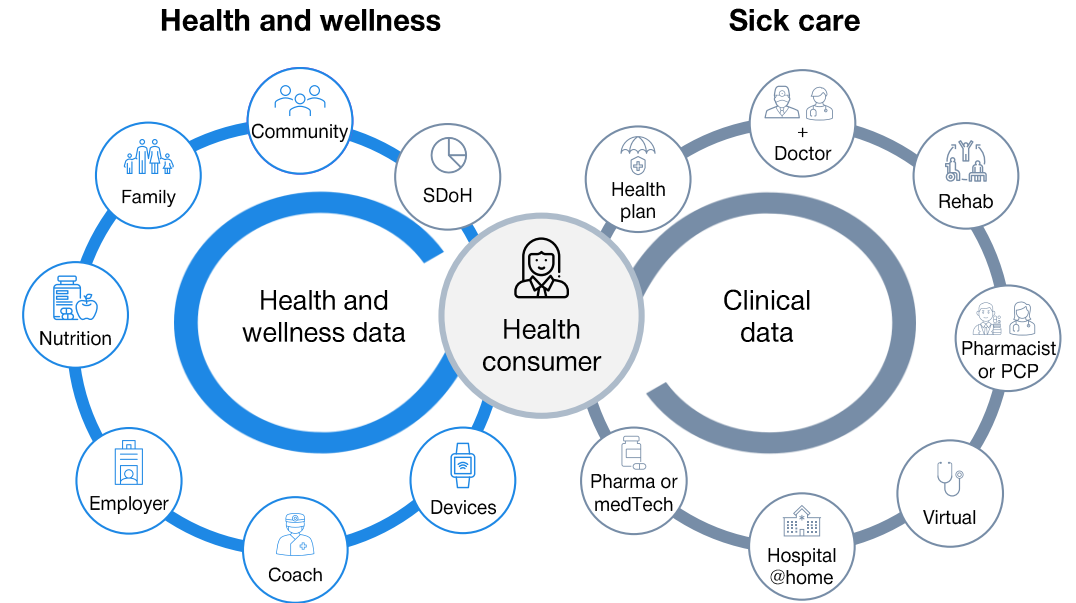 Health and wellness
Sick care
Community
Family
SDoH
Nutrition
Health and
wellness data
Employer
Coach
Devices
Health
consumer
Health
plan
+
Doctor
Rehab
Clinical
data
Pharmacist
or PCP
Pharma or
medTech
Virtual
Hospital
@home